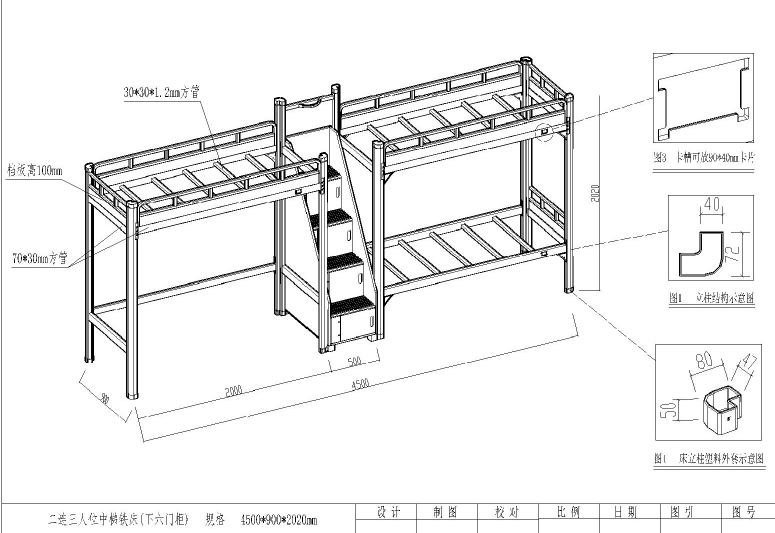 30*30*1.2mm方管
档板高100mm
70*30mm方管
图3 卡槽可放90*40mm卡片
2020
40
72
图1 立柱结构示意图
80
47
50
图1 床立柱塑料外套示意图
500
2000
4500
900
二连三人位中梯铁床(下六门柜) 规格 4500*900*2020mm
设计 制图 校对 比例 日期 图引 图号